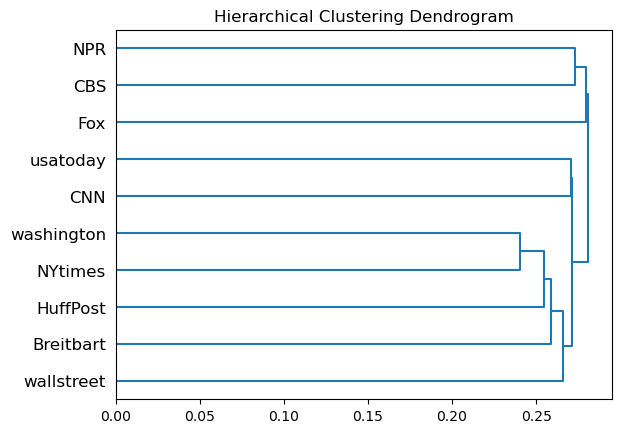 Hierarchical Clustering Dendrogram
NPR
CBS
Fox
usatoday
CNN
washington
NYtimes
HuffPost
Breitbart
wallstreet
0.00 0.05 0.10 0.15 0.20 0.25